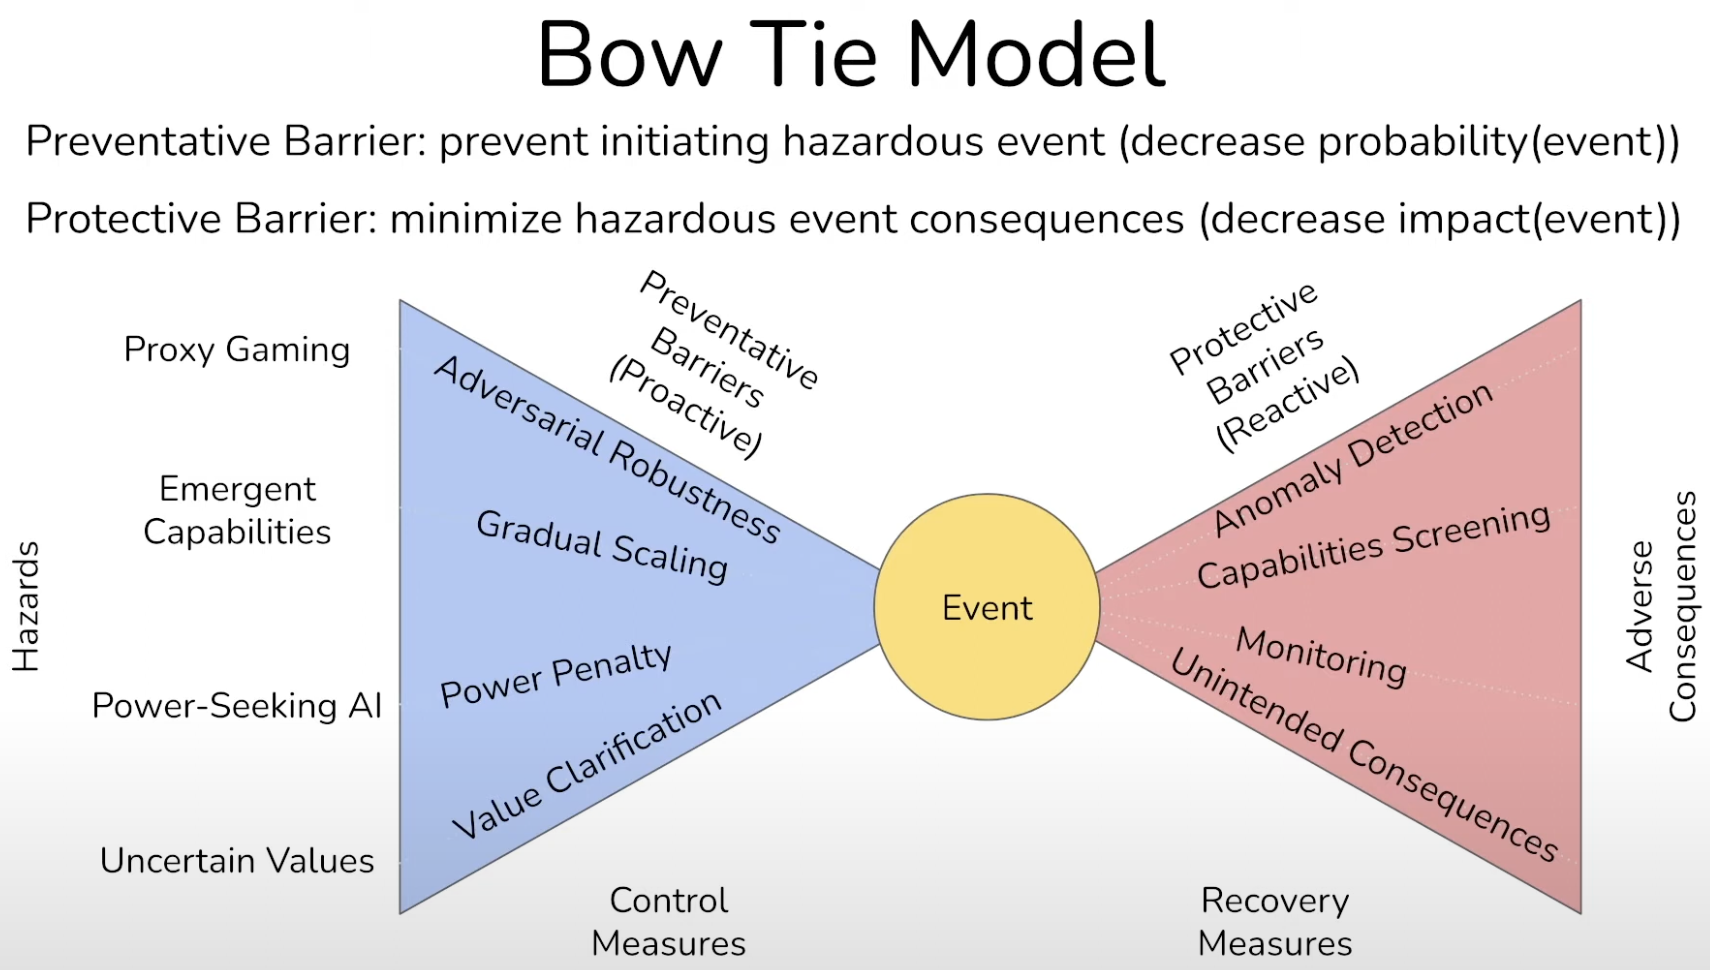 Bow Tie Model
Preventative Barrier: prevent initiating hazardous event (decrease probability(event))
Protective Barrier: minimize hazardous event consequences (decrease impact(event))
Preventative
Barriers
(Proactive)
Protective
Barriers
(Reactive)
Hazards
Proxy Gaming
Emergent
Capabilities
Power-Seeking AI
Uncertain Values
Adversarial Robustness
Gradual Scaling
Power Penalty
Value Clarification
Event
Anomaly Detection
Capabilities Screening
Monitoring
Unintended Consequences
Adverse
Consequences
Control
Measures
Recovery
Measures